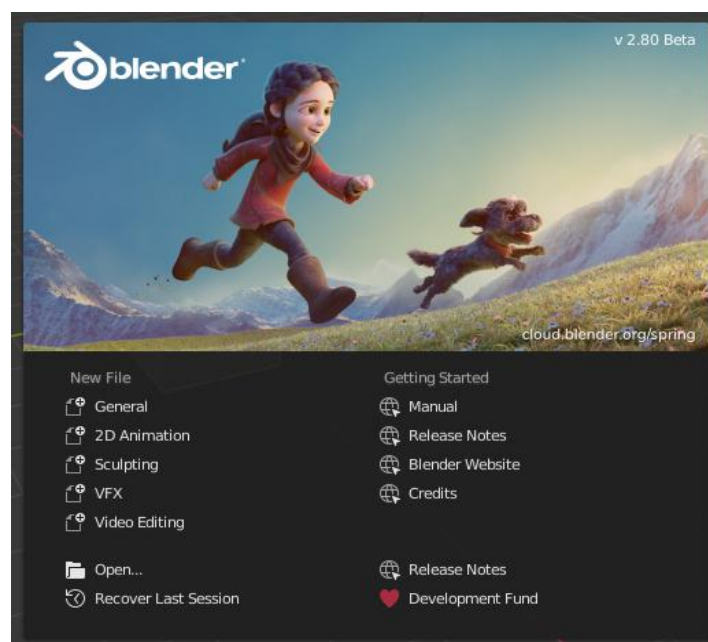 blender
v 2.80 Beta
cloud.blender.org/spring
New File
General
2D Animation
Sculpting
VFX
Video Editing
Open...
Recover Last Session
Getting Started
Manual
Release Notes
Blender Website
Credits
Release Notes
Development Fund